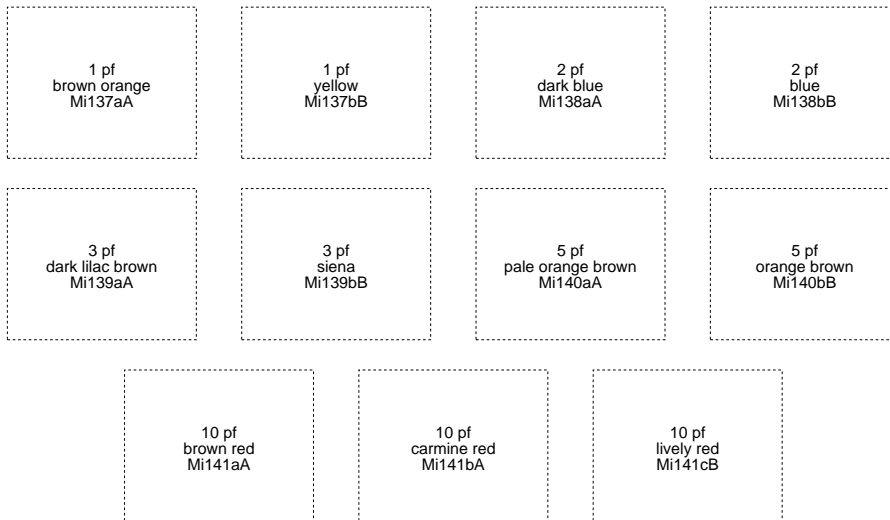 1 pf
brown orange
Mi137aA
1 pf
yellow
Mi137bB
2 pf
dark blue
Mi138aA
2 pf
blue
Mi138bB
3 pf
dark lilac brown
Mi139aA
3 pf
siena
Mi139bB
5 pf
pale orange brown
Mi140aA
5 pf
orange brown
Mi140bB
10 pf
brown red
Mi141aA
10 pf
carmine red
Mi141bA
10 pf
lively red
Mi141cB